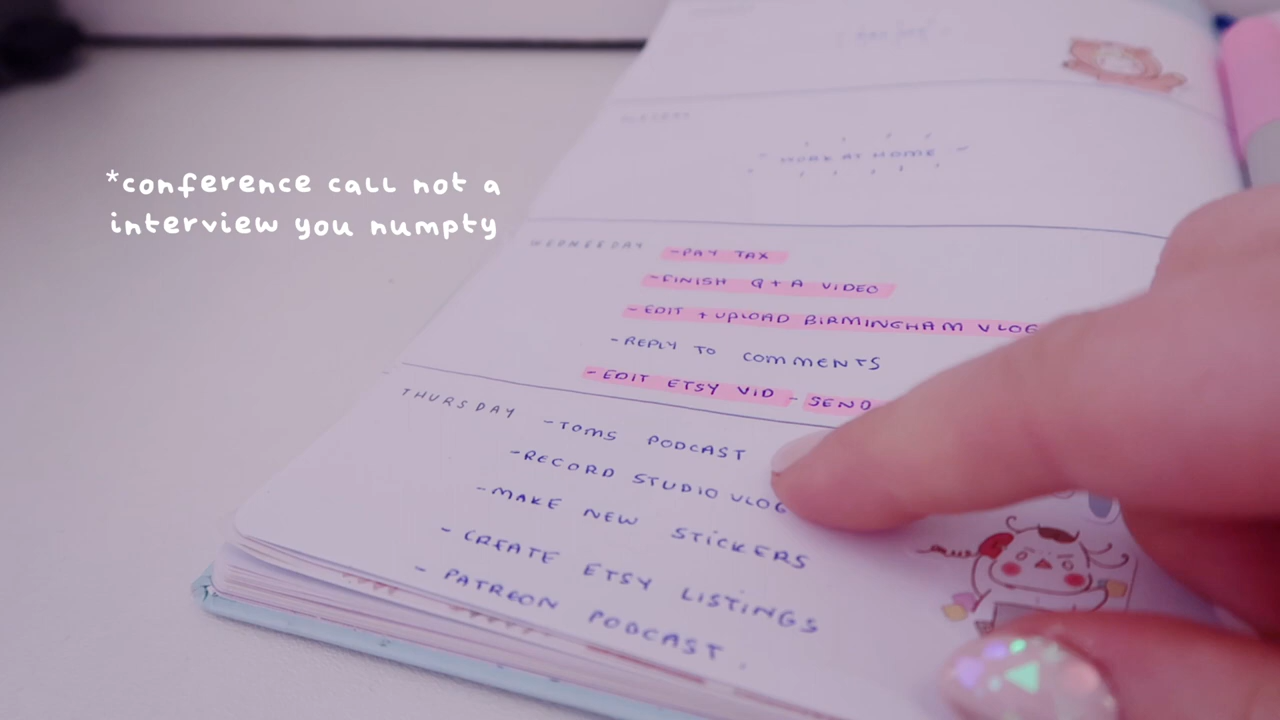 *conference call not a
interview you numpty
TUESDAY
- WORK AT HOME -
WEDNESDAY
-PAY TAX
-FINISH Q + A VIDEO
- EDIT + UPLOAD BIRMINGHAM VLOG
-REPLY TO COMMENTS
- EDIT ETSY VID - SEND
THURSDAY
-TOMS PODCAST
-RECORD STUDIO VLOG
-MAKE NEW STICKERS
- CREATE ETSY LISTINGS
- PATREON PODCAST.